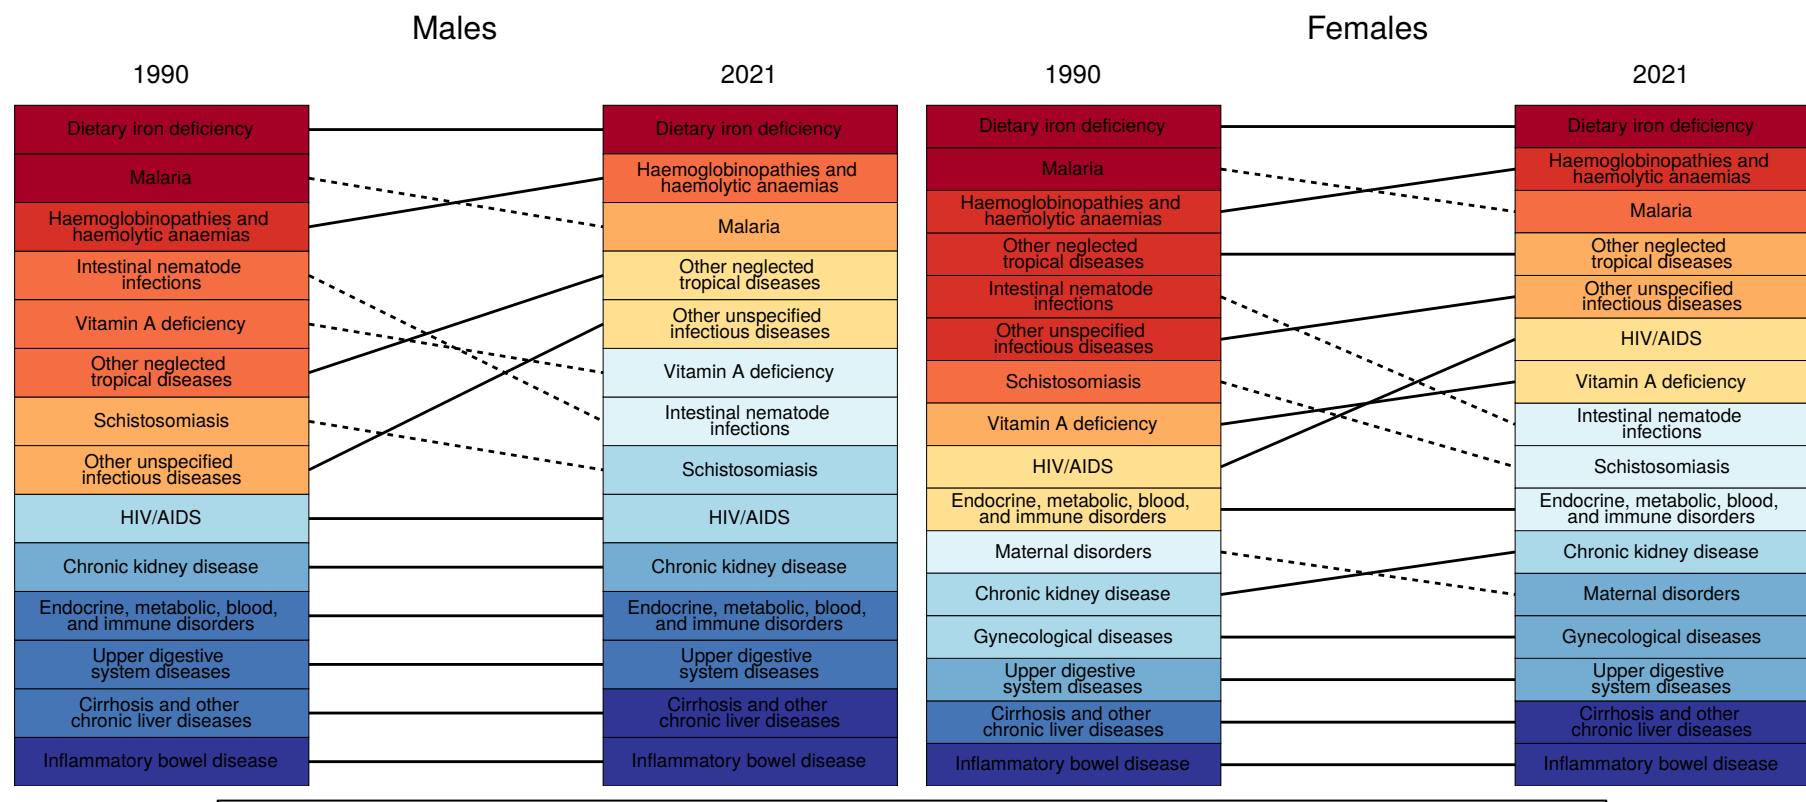 Males
1990
2021
Dietary iron deficiency
Malaria
Haemoglobinopathies and
haemolytic anaemias
Intestinal nematode
infections
Vitamin A deficiency
Other neglected
tropical diseases
Schistosomiasis
Other unspecified
infectious diseases
HIV/AIDS
Chronic kidney disease
Endocrine, metabolic, blood,
and immune disorders
Upper digestive
system diseases
Cirrhosis and other
chronic liver diseases
Inflammatory bowel disease
Dietary iron deficiency
Haemoglobinopathies and
haemolytic anaemias
Malaria
Other neglected
tropical diseases
Other unspecified
infectious diseases
Vitamin A deficiency
Intestinal nematode
infections
Schistosomiasis
HIV/AIDS
Chronic kidney disease
Endocrine, metabolic, blood,
and immune disorders
Upper digestive
system diseases
Cirrhosis and other
chronic liver diseases
Inflammatory bowel disease
Females
1990
2021
Dietary iron deficiency
Malaria
Haemoglobinopathies and
haemolytic anaemias
Other neglected
tropical diseases
Intestinal nematode
infections
Other unspecified
infectious diseases
Schistosomiasis
Vitamin A deficiency
HIV/AIDS
Endocrine, metabolic, blood,
and immune disorders
Maternal disorders
Chronic kidney disease
Gynecological diseases
Upper digestive
system diseases
Cirrhosis and other
chronic liver diseases
Inflammatory bowel disease
Dietary iron deficiency
Haemoglobinopathies and
haemolytic anaemias
Malaria
Other neglected
tropical diseases
Other unspecified
infectious diseases
HIV/AIDS
Vitamin A deficiency
Intestinal nematode
infections
Schistosomiasis
Endocrine, metabolic, blood,
and immune disorders
Chronic kidney disease
Maternal disorders
Gynecological diseases
Upper digestive
system diseases
Cirrhosis and other
chronic liver diseases
Inflammatory bowel disease